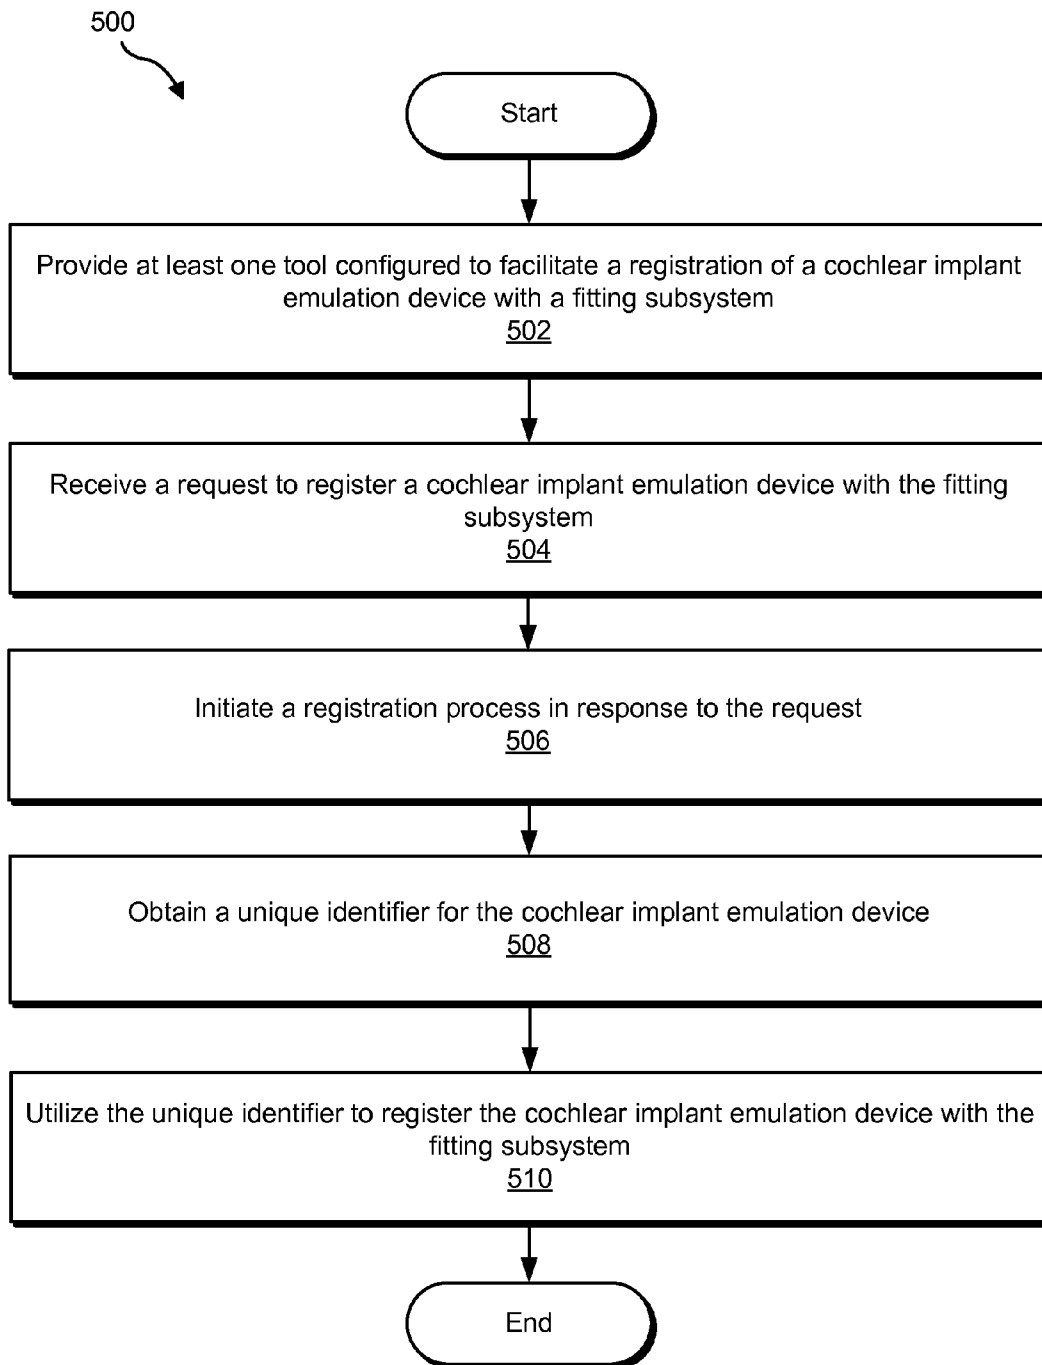 500
Start
Provide at least one tool configured to facilitate a registration of a cochlear implant
emulation device with a fitting subsystem
502
Receive a request to register a cochlear implant emulation device with the fitting
subsystem
504
Initiate a registration process in response to the request
506
Obtain a unique identifier for the cochlear implant emulation device
508
Utilize the unique identifier to register the cochlear implant emulation device with the
fitting subsystem
510
End